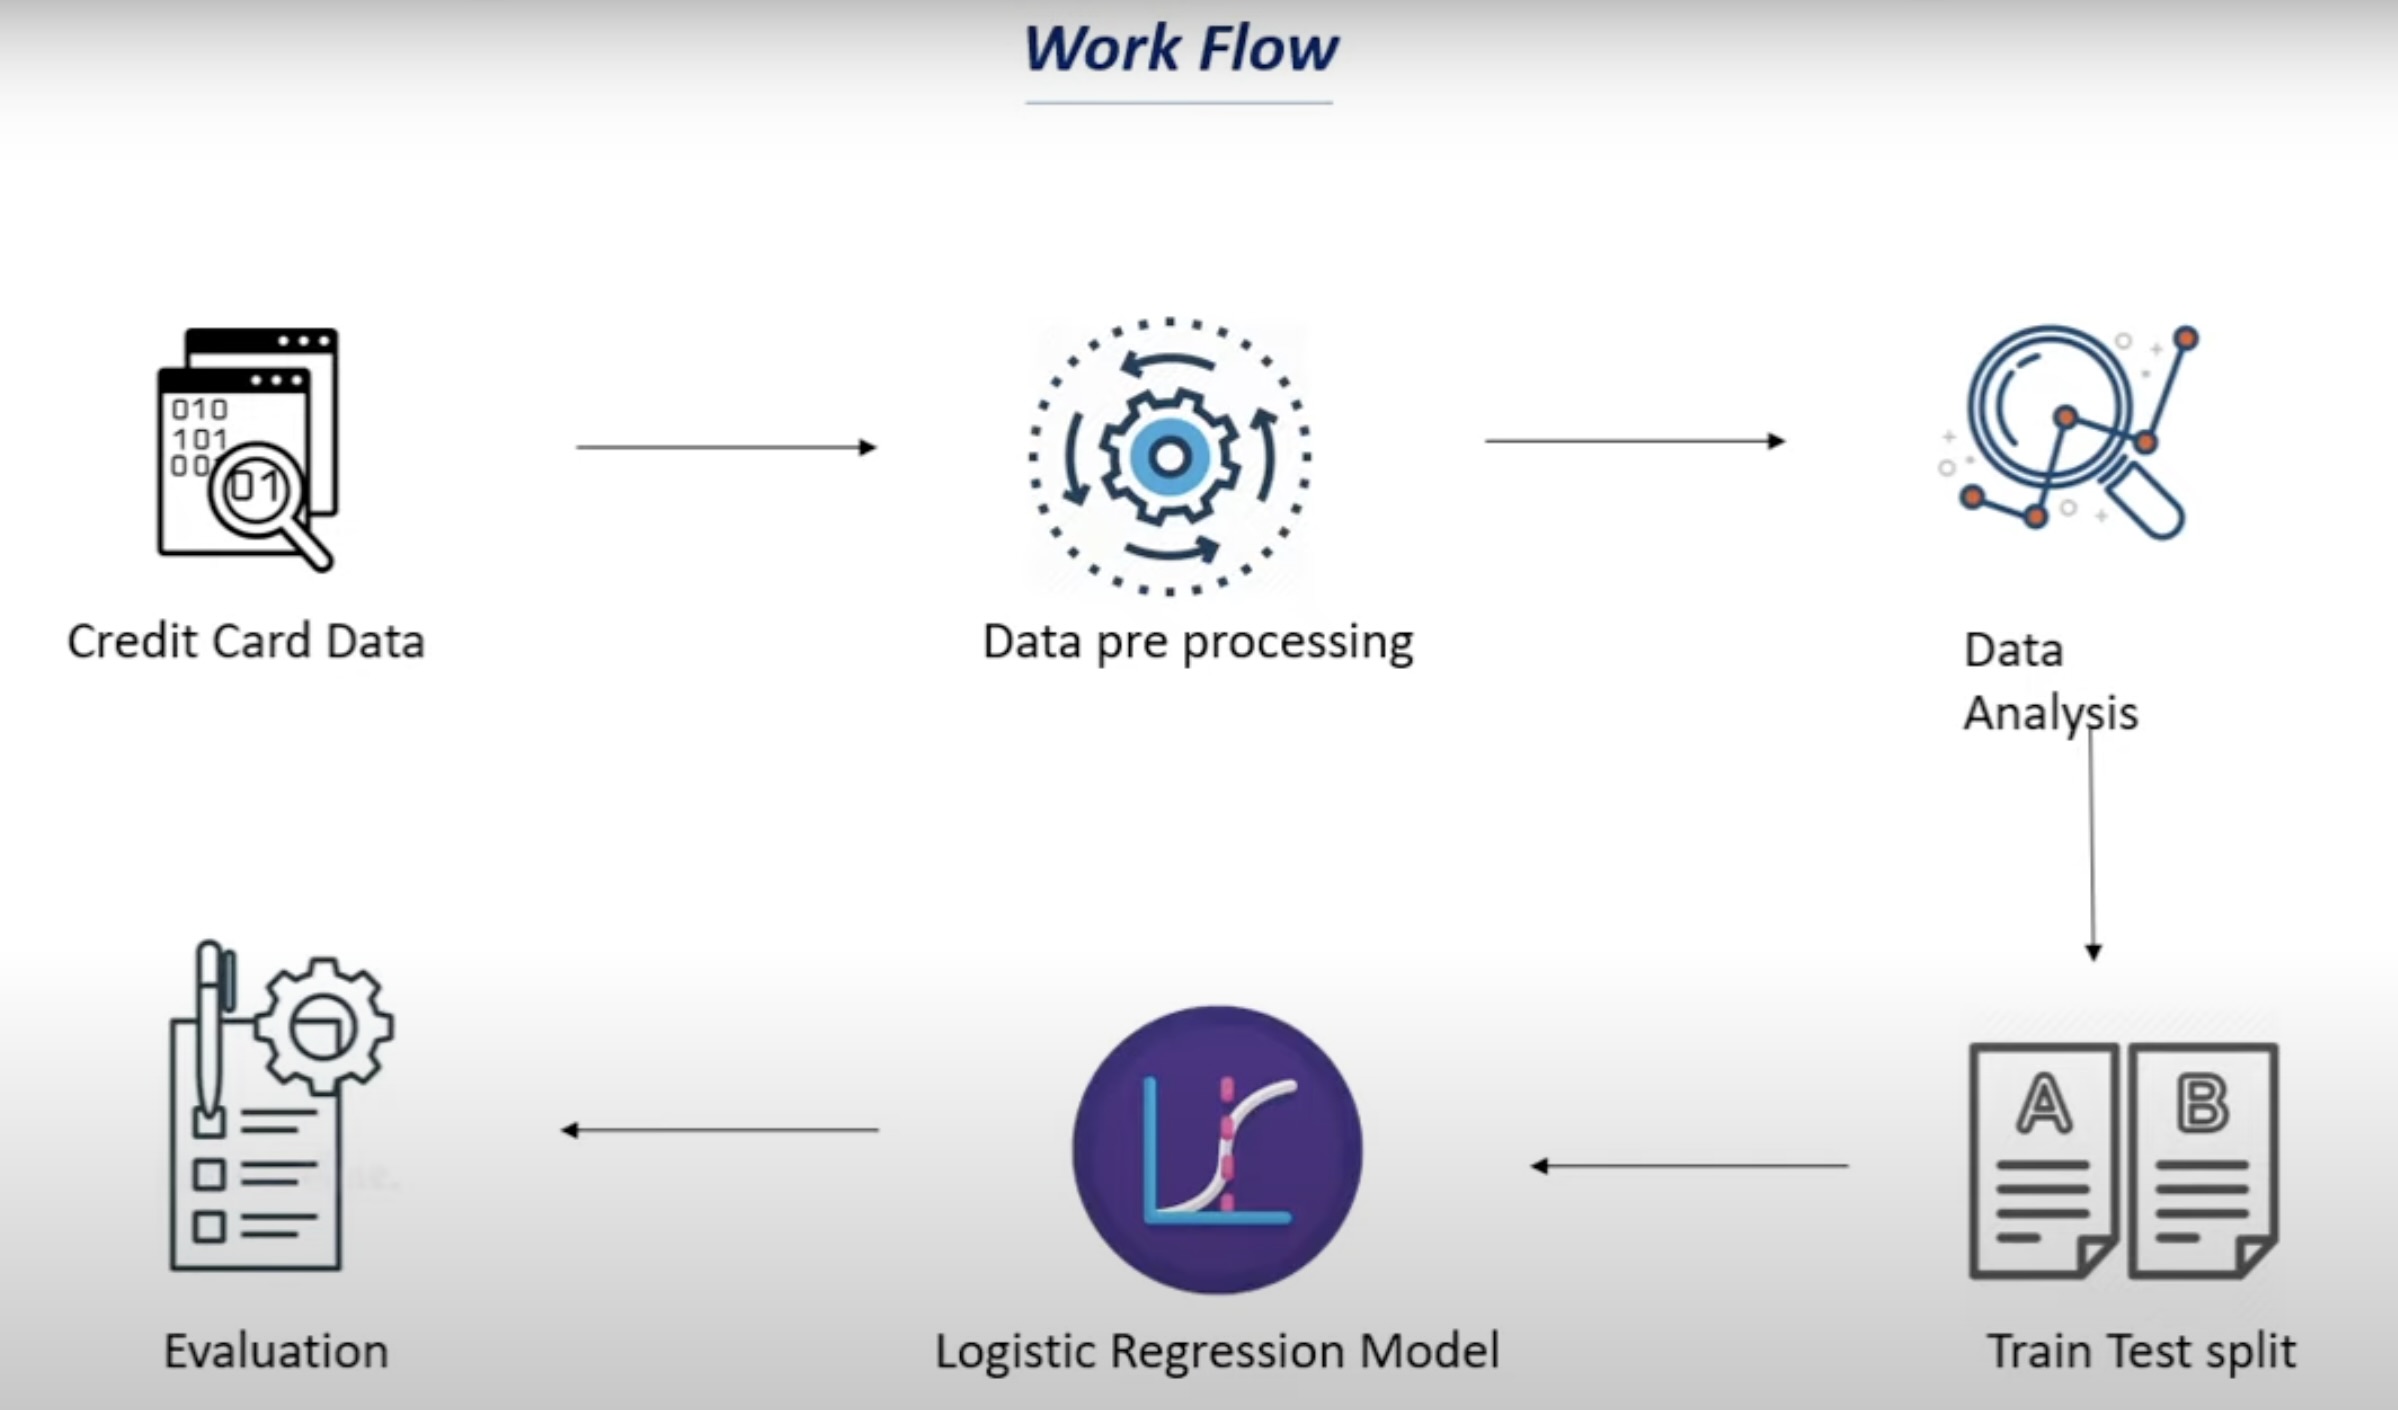 Work Flow
010
101
00
01
Credit Card Data
Data pre processing
Data
Analysis
A
B
Evaluation
Logistic Regression Model
Train Test split